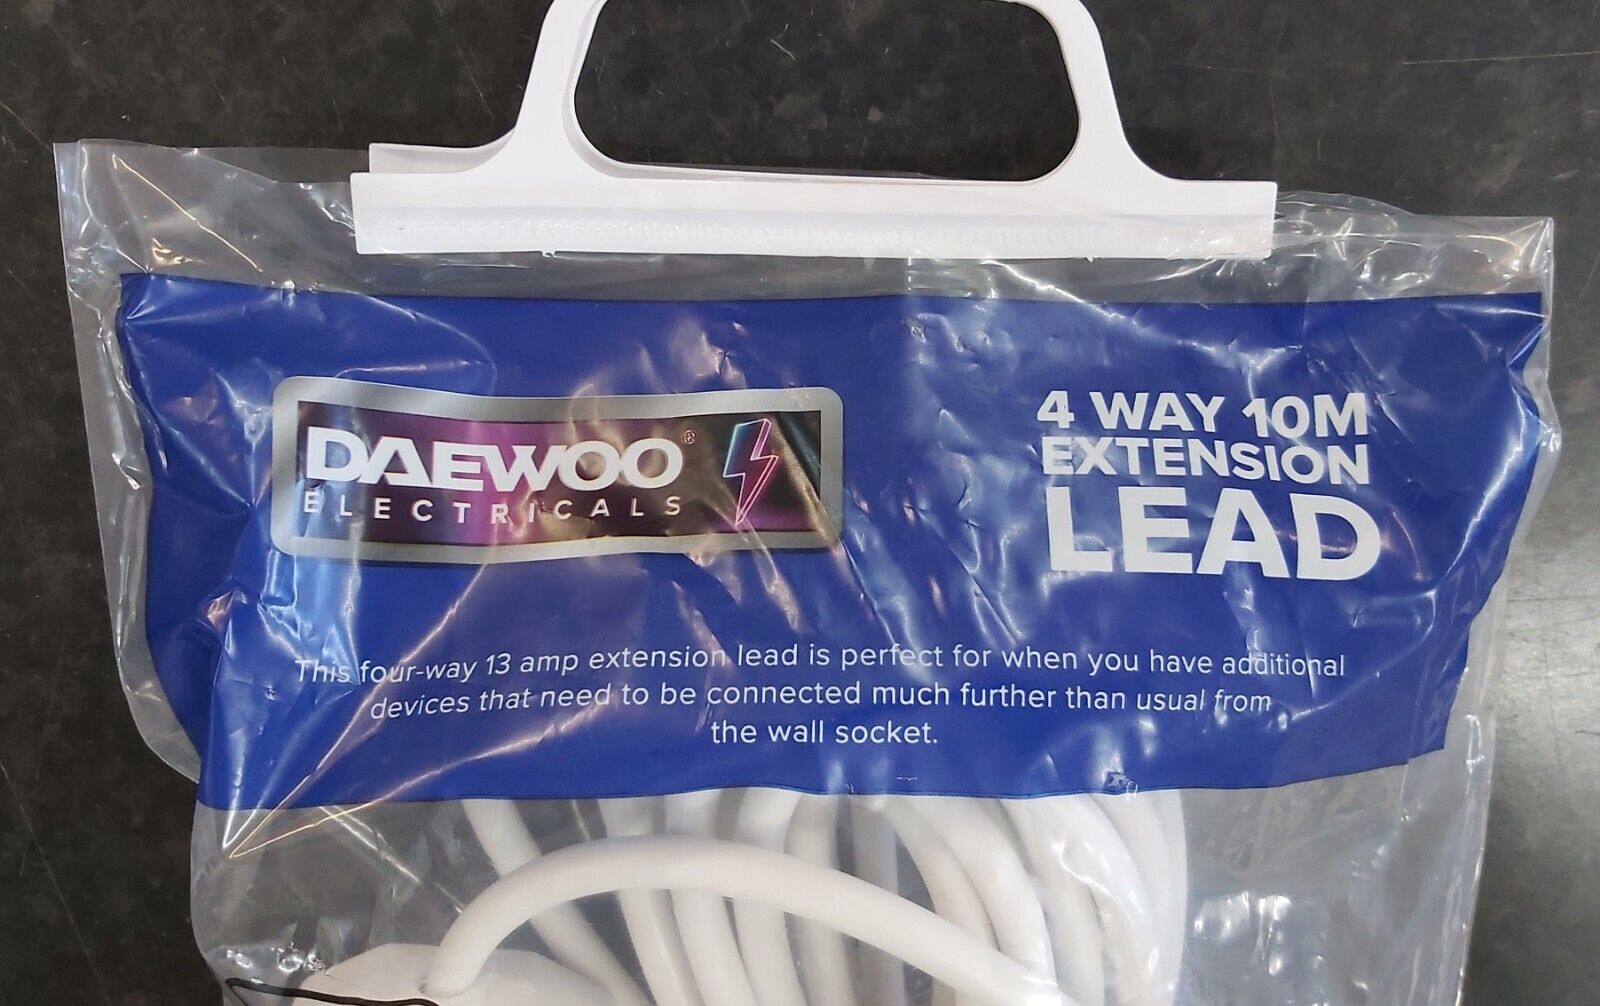 DAEWOO®
ELECTRICALS
4 WAY 10M
EXTENSION
LEAD
This four-way 13 amp extension lead is perfect for when you have additional
devices that need to be connected much further than usual from
the wall socket.